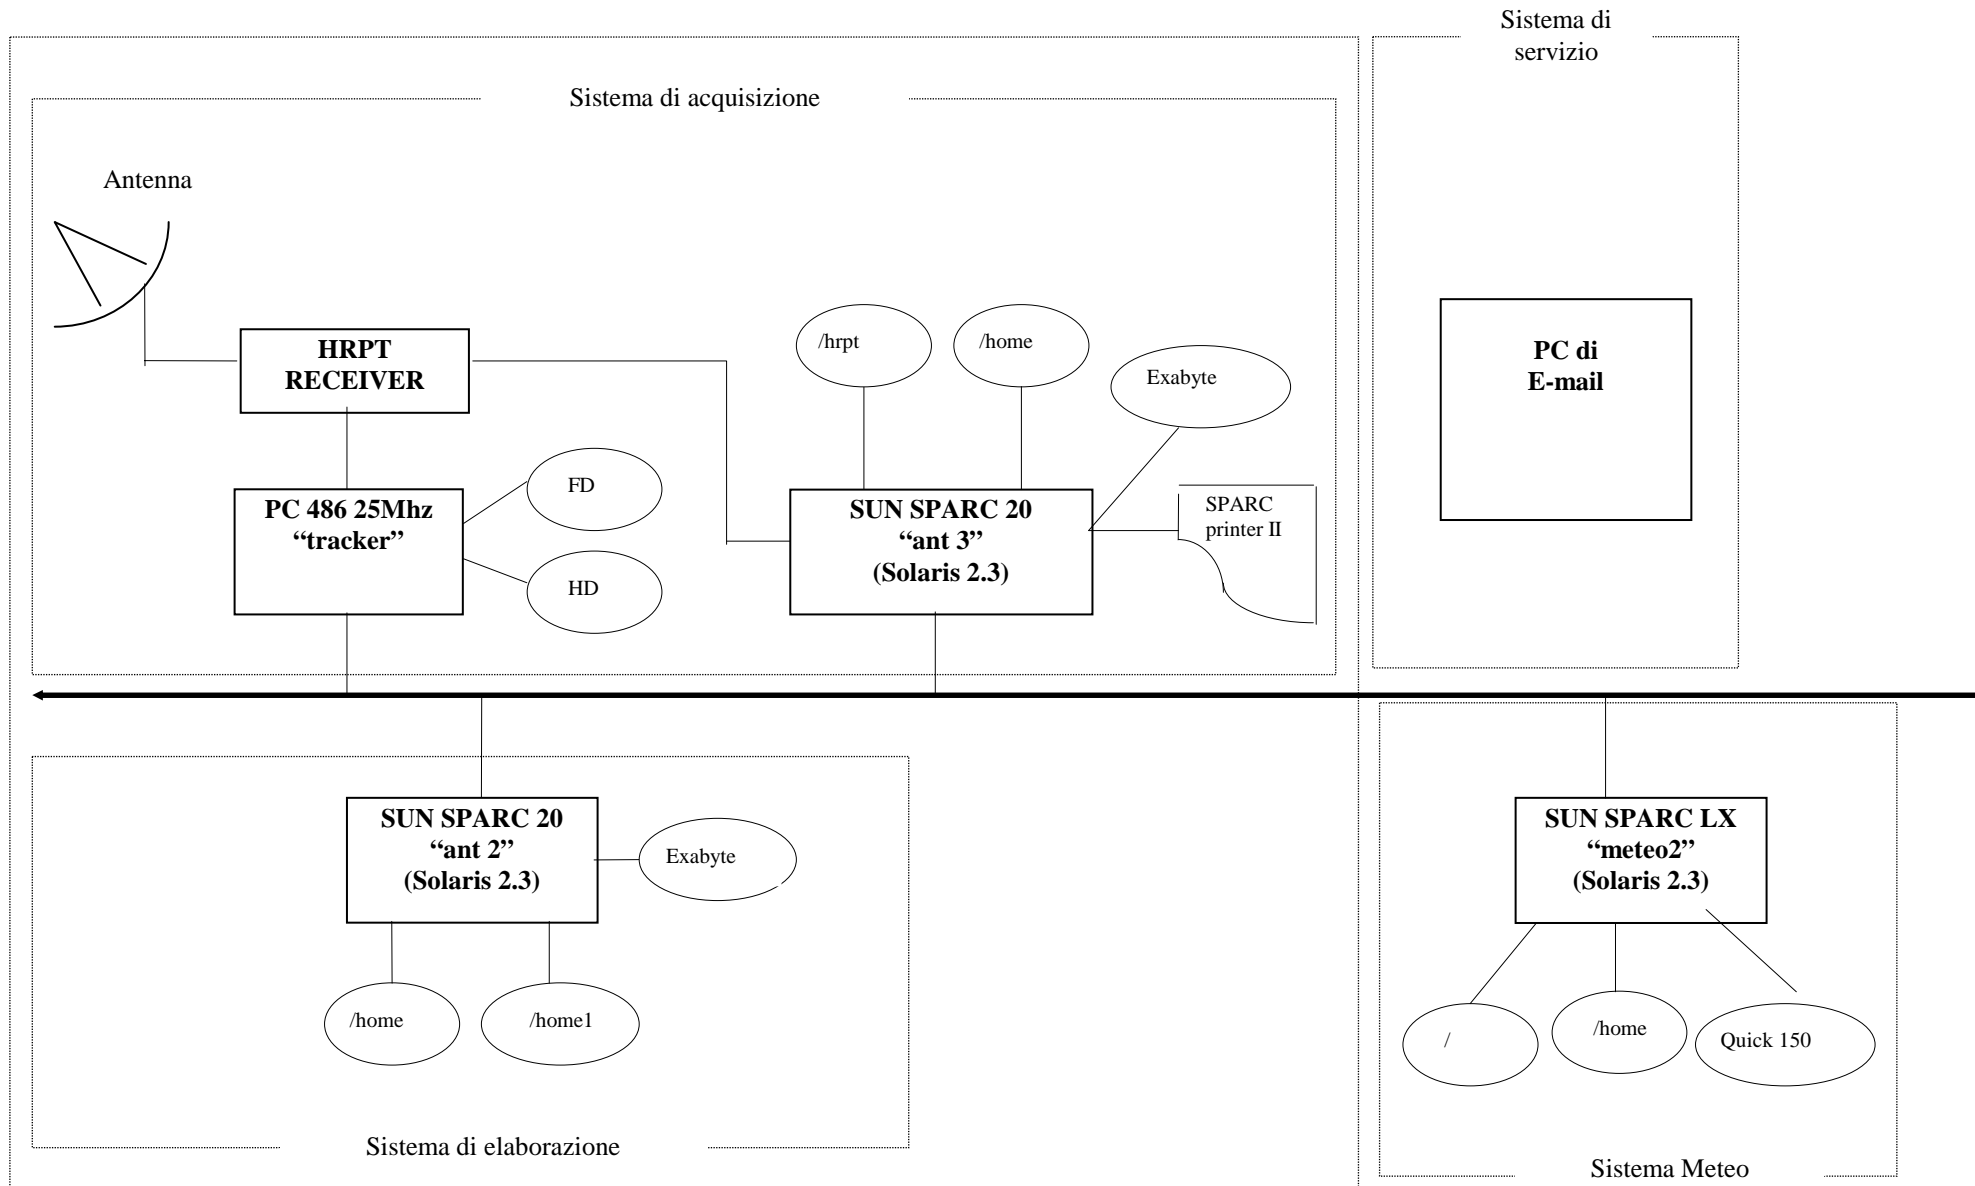 Sistema di
servizio
Sistema di acquisizione
Antenna
HRPT
RECEIVER
/hrpt
/home
Exabyte
PC di
E-mail
FD
PC 486 25Mhz
“tracker”
HD
SUN SPARC 20
“ant 3”
(Solaris 2.3)
SPARC
printer II
SUN SPARC 20
“ant 2”
(Solaris 2.3)
Exabyte
SUN SPARC LX
“meteo2”
(Solaris 2.3)
/home
/home1
/
/home
Quick 150
Sistema di elaborazione
Sistema Meteo